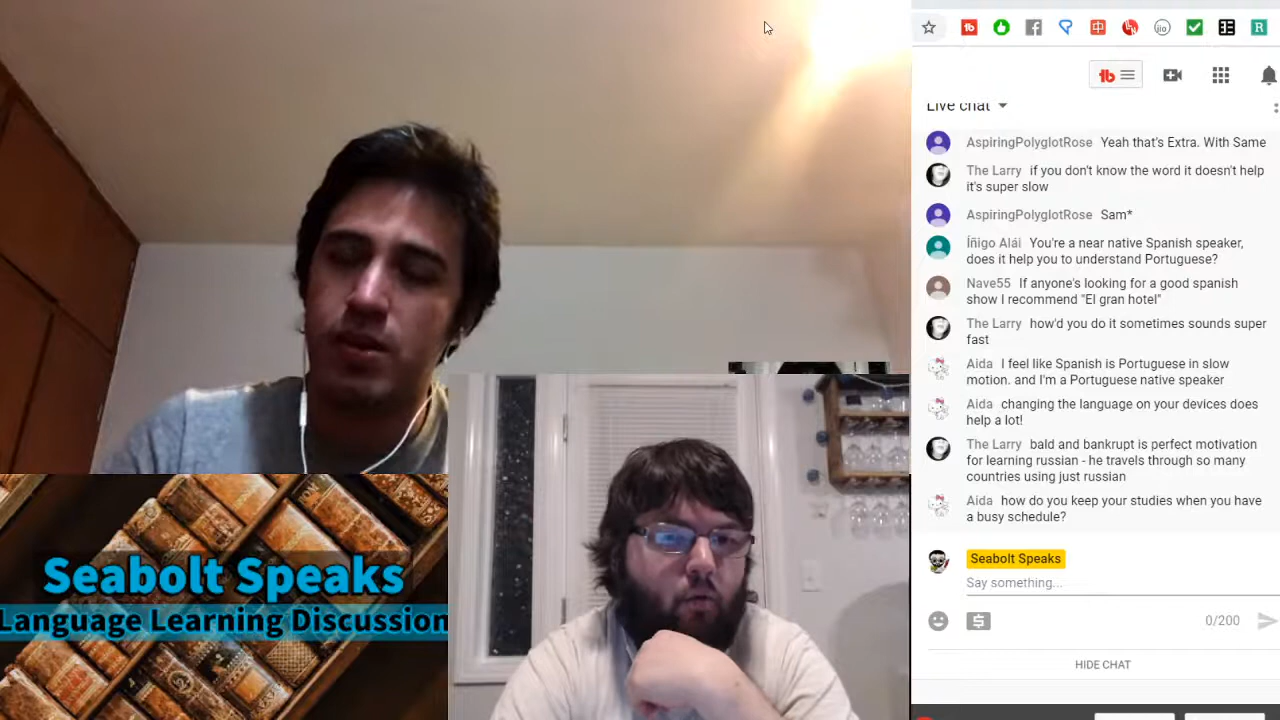 Live chat
AspiringPolyglotRose Yeah that's Extra. With Same
The Larry if you don't know the word it doesn't help
it's super slow
AspiringPolyglotRose Sam*
Íñigo Alái You're a near native Spanish speaker,
does it help you to understand Portuguese?
Nave55 If anyone's looking for a good spanish
show I recommend "El gran hotel"
The Larry how'd you do it sometimes sounds super
fast
Aida I feel like Spanish is Portuguese in slow
motion. and I'm a Portuguese native speaker
Aida changing the language on your devices does
help a lot!
The Larry bald and bankrupt is perfect motivation
for learning russian - he travels through so many
countries using just russian
Aida how do you keep your studies when you have
a busy schedule?
Seabolt Speaks
Say something...
0/200
HIDE CHAT
Seabolt Speaks
Language Learning Discussion